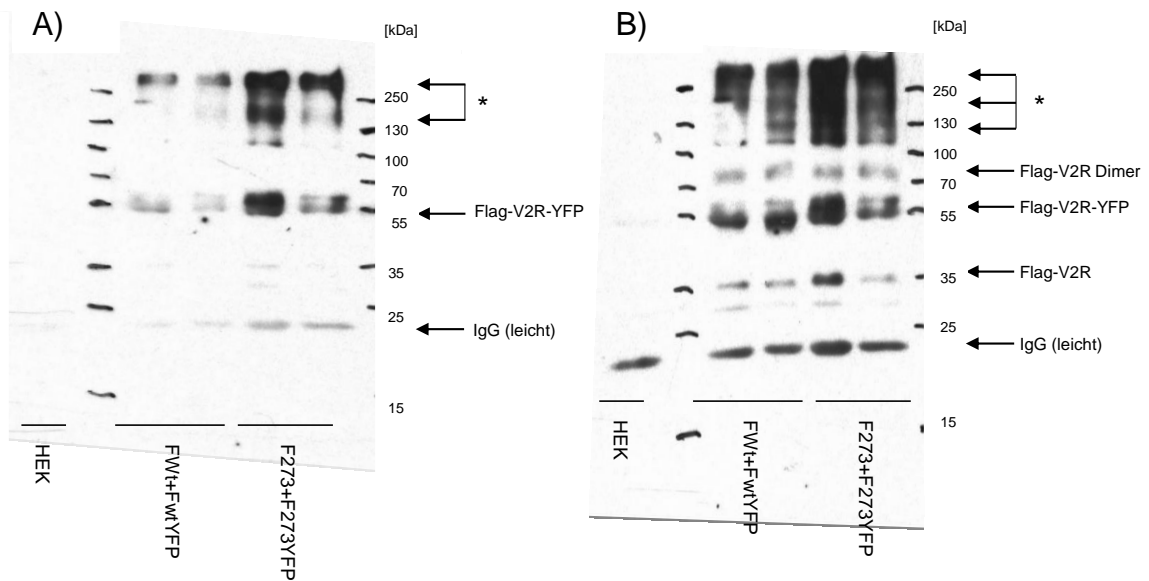 A)
[kDa]
250
*
130
100
70
55
Flag-V2R-YFP
35
25
IgG (leicht)
15
HEK
FWt+FwtYFP
F273+F273YFP
B)
[kDa]
250
*
130
100
Flag-V2R Dimer
70
Flag-V2R-YFP
55
Flag-V2R
35
25
IgG (leicht)
15
HEK
FWt+FwtYFP
F273+F273YFP